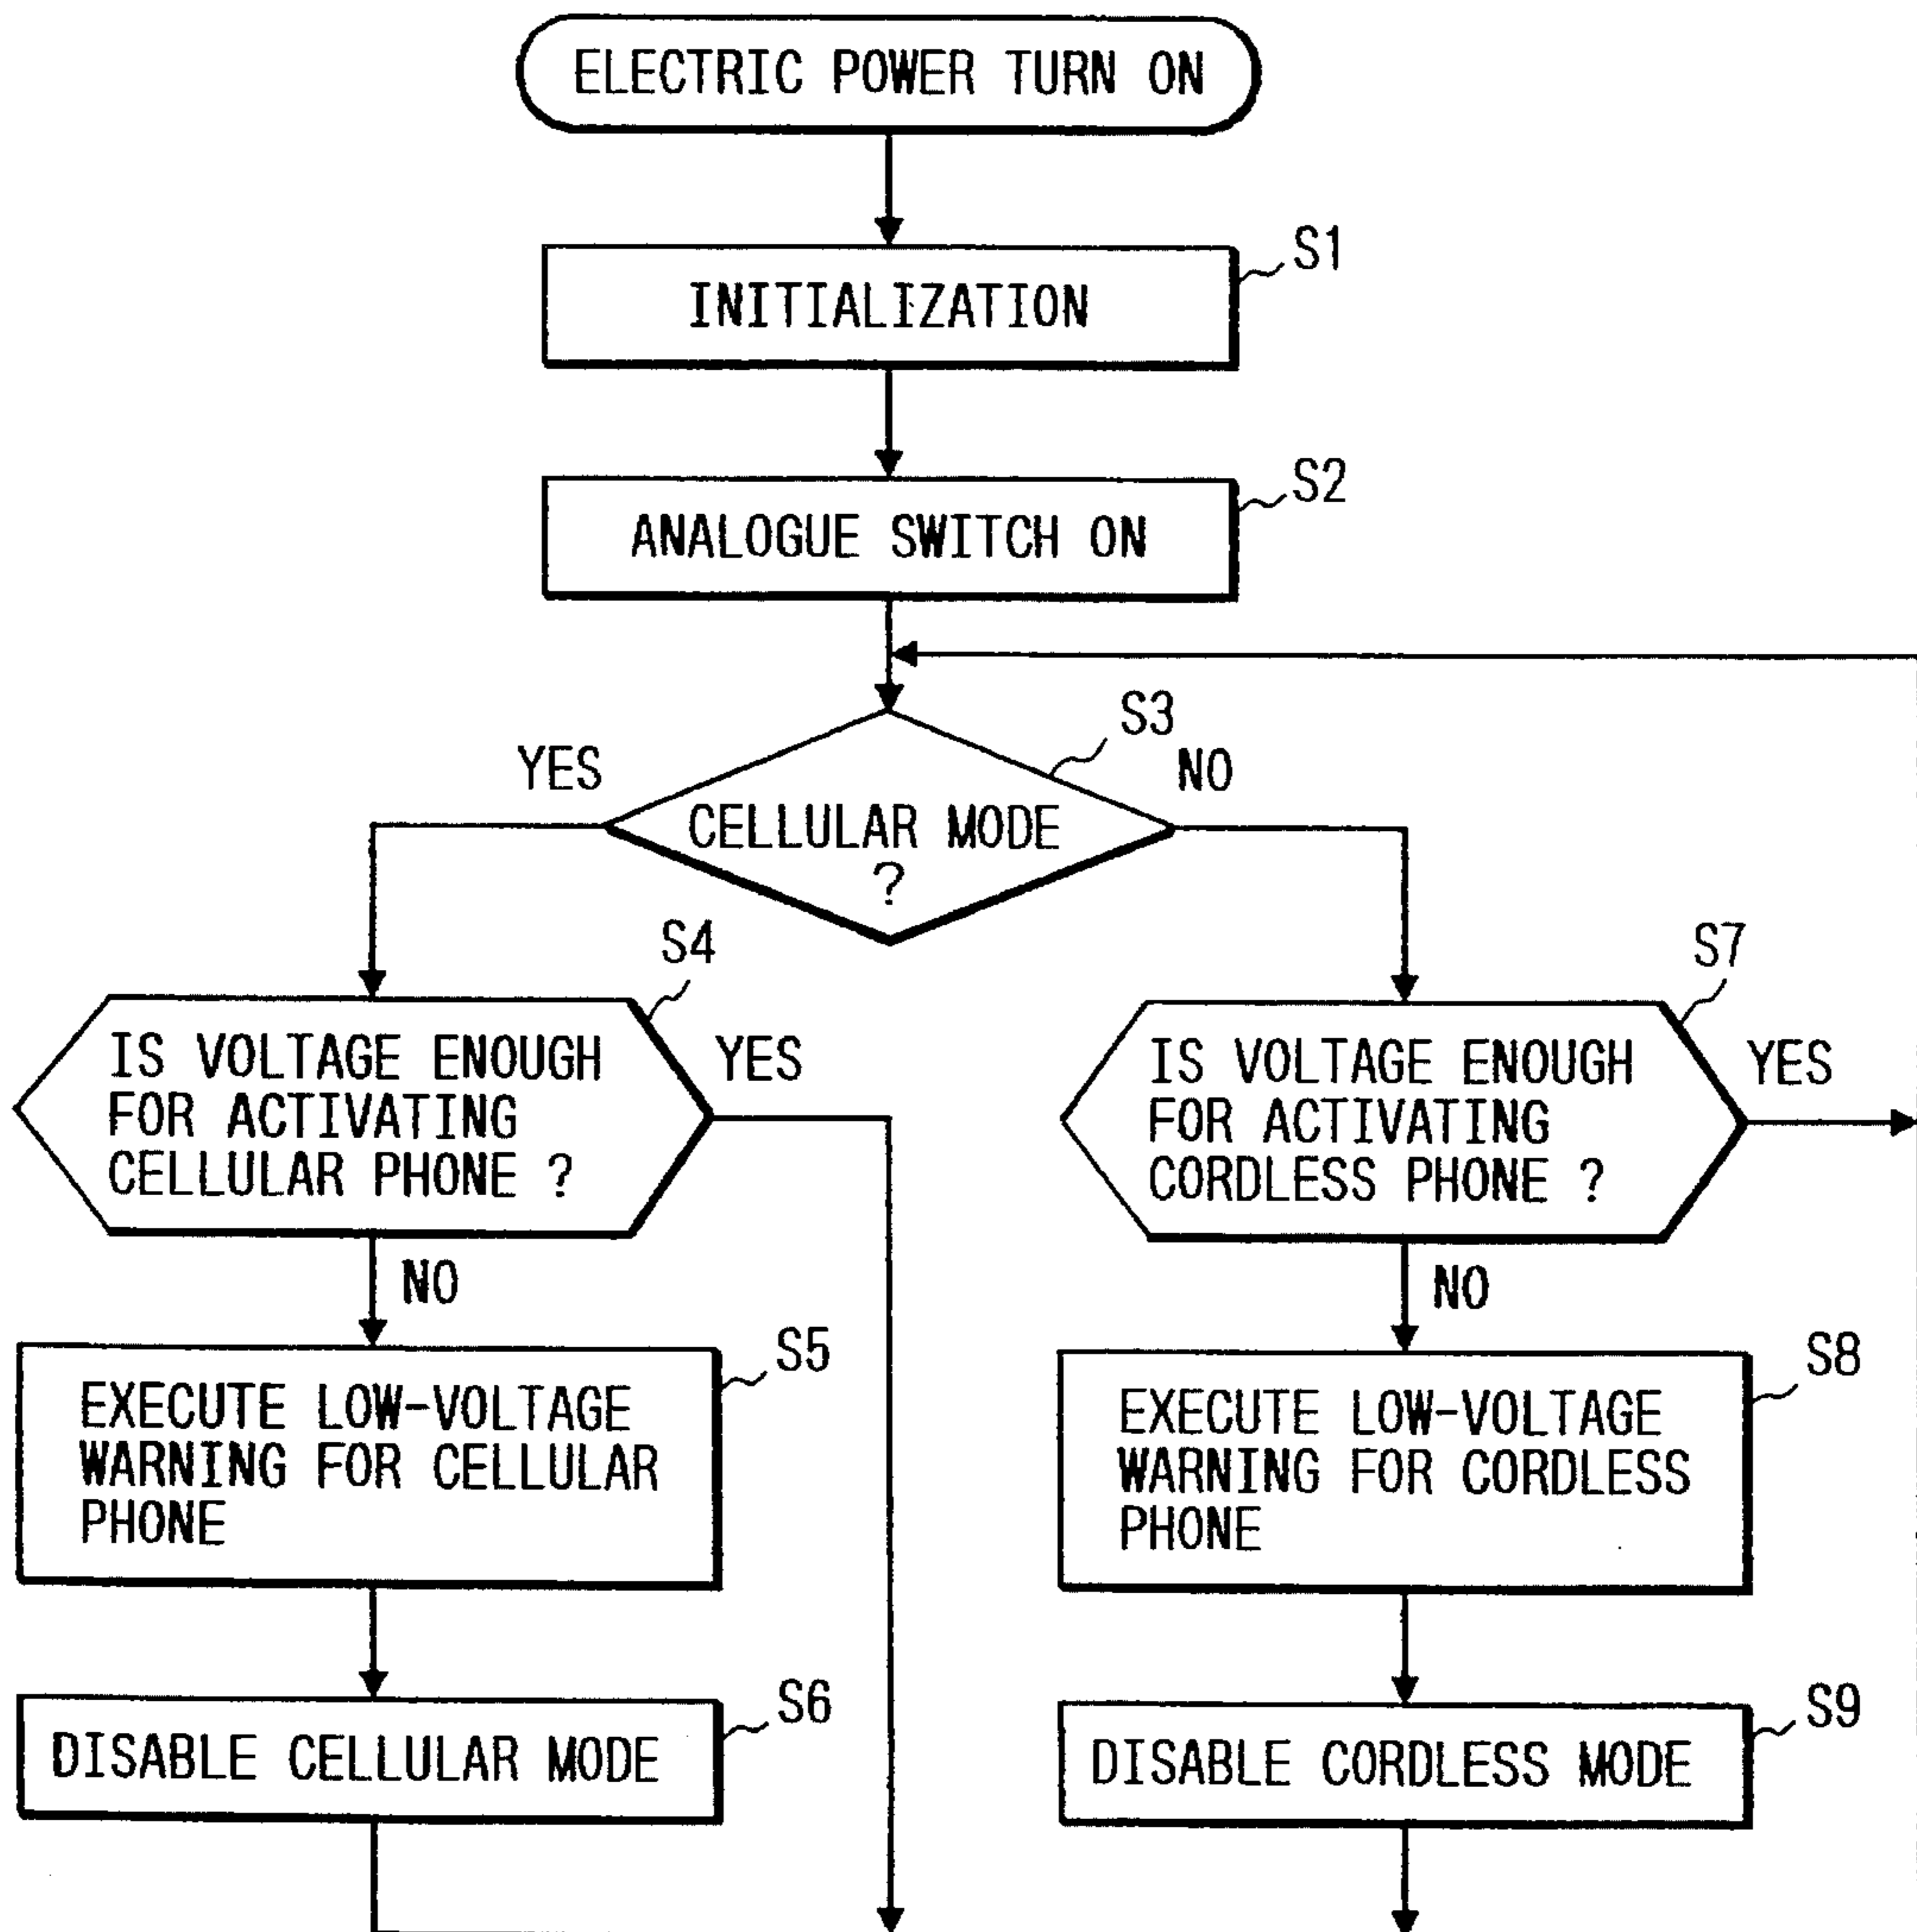 ELECTRIC POWER TURN ON
S1
INITIALIZATION
S2
ANALOGUE SWITCH ON
S3
YES
NO
CELLULAR MODE
?
S4
IS VOLTAGE ENOUGH
FOR ACTIVATING
CELLULAR PHONE ?
YES
NO
S5
EXECUTE LOW-VOLTAGE
WARNING FOR CELLULAR
PHONE
S6
DISABLE CELLULAR MODE
S7
IS VOLTAGE ENOUGH
FOR ACTIVATING
CORDLESS PHONE ?
YES
NO
S8
EXECUTE LOW-VOLTAGE
WARNING FOR CORDLESS
PHONE
S9
DISABLE CORDLESS MODE